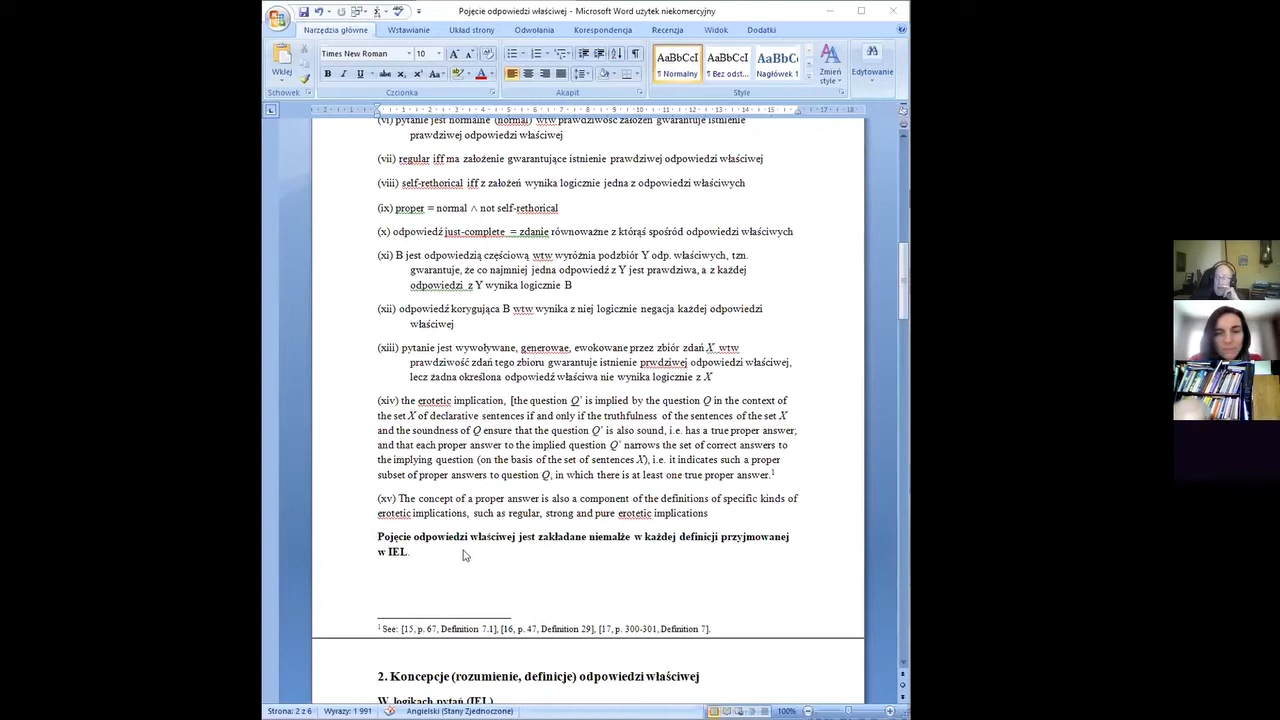 Pojęcie odpowiedzi właściwej - Microsoft Word użytek niekomercyjny
Narzędzia główne Wstawianie Układ strony Odwołania Korespondencja Recenzja Widok Dodatki
Times New Roman 10
AaBbCcI AaBbCcI AaBbCcI
Wklej
¶ Normalny ¶ Bez odst... Nagłówek 1
Zmień style
Edytowanie
Schowek Czcionka Akapit Style
(vi) pytanie jest normalne (normal) wtw prawdziwość założeń gwarantuje istnienie
prawdziwej odpowiedzi właściwej
(vii) regular iff ma założenie gwarantujące istnienie prawdziwej odpowiedzi właściwej
(viii) self-rethorical iff z założeń wynika logicznie jedna z odpowiedzi właściwych
(ix) proper = normal ∧ not self-rethorical
(x) odpowiedź just-complete = zdanie równoważne z którąś spośród odpowiedzi właściwych
(xi) B jest odpowiedzią częściową wtw wyróżnia podzbiór Y odp. właściwych, tzn.
gwarantuje, że co najmniej jedna odpowiedź z Y jest prawdziwa, a z każdej
odpowiedzi z Y wynika logicznie B
(xii) odpowiedź korygująca B wtw wynika z niej logicznie negacja każdej odpowiedzi
właściwej
(xiii) pytanie jest wywoływane, generowae, ewokowane przez zbiór zdań X wtw
prawdziwość zdań tego zbioru gwarantuje istnienie prwdziwej odpowiedzi właściwej,
lecz żadna określona odpowiedź właściwa nie wynika logicznie z X
(xiv) the erotetic implication, [the question Q' is implied by the question Q in the context of
the set X of declarative sentences if and only if the truthfulness of the sentences of the set X
and the soundness of Q ensure that the question Q' is also sound, i.e. has a true proper answer;
and that each proper answer to the implied question Q' narrows the set of correct answers to
the implying question (on the basis of the set of sentences X), i.e. it indicates such a proper
subset of proper answers to question Q, in which there is at least one true proper answer.1
(xv) The concept of a proper answer is also a component of the definitions of specific kinds of
erotetic implications, such as regular, strong and pure erotetic implications
Pojęcie odpowiedzi właściwej jest zakładane niemalże w każdej definicji przyjmowanej
w IEL.
1 See: [15, p. 67, Definition 7.1], [16, p. 47, Definition 29], [17, p. 300-301, Definition 7].
2. Koncepcje (rozumienie, definicje) odpowiedzi właściwej
W logikach pytań (IEL)
Strona: 2 z 6 Wyrazy: 1 991 Angielski (Stany Zjednoczone) 100%